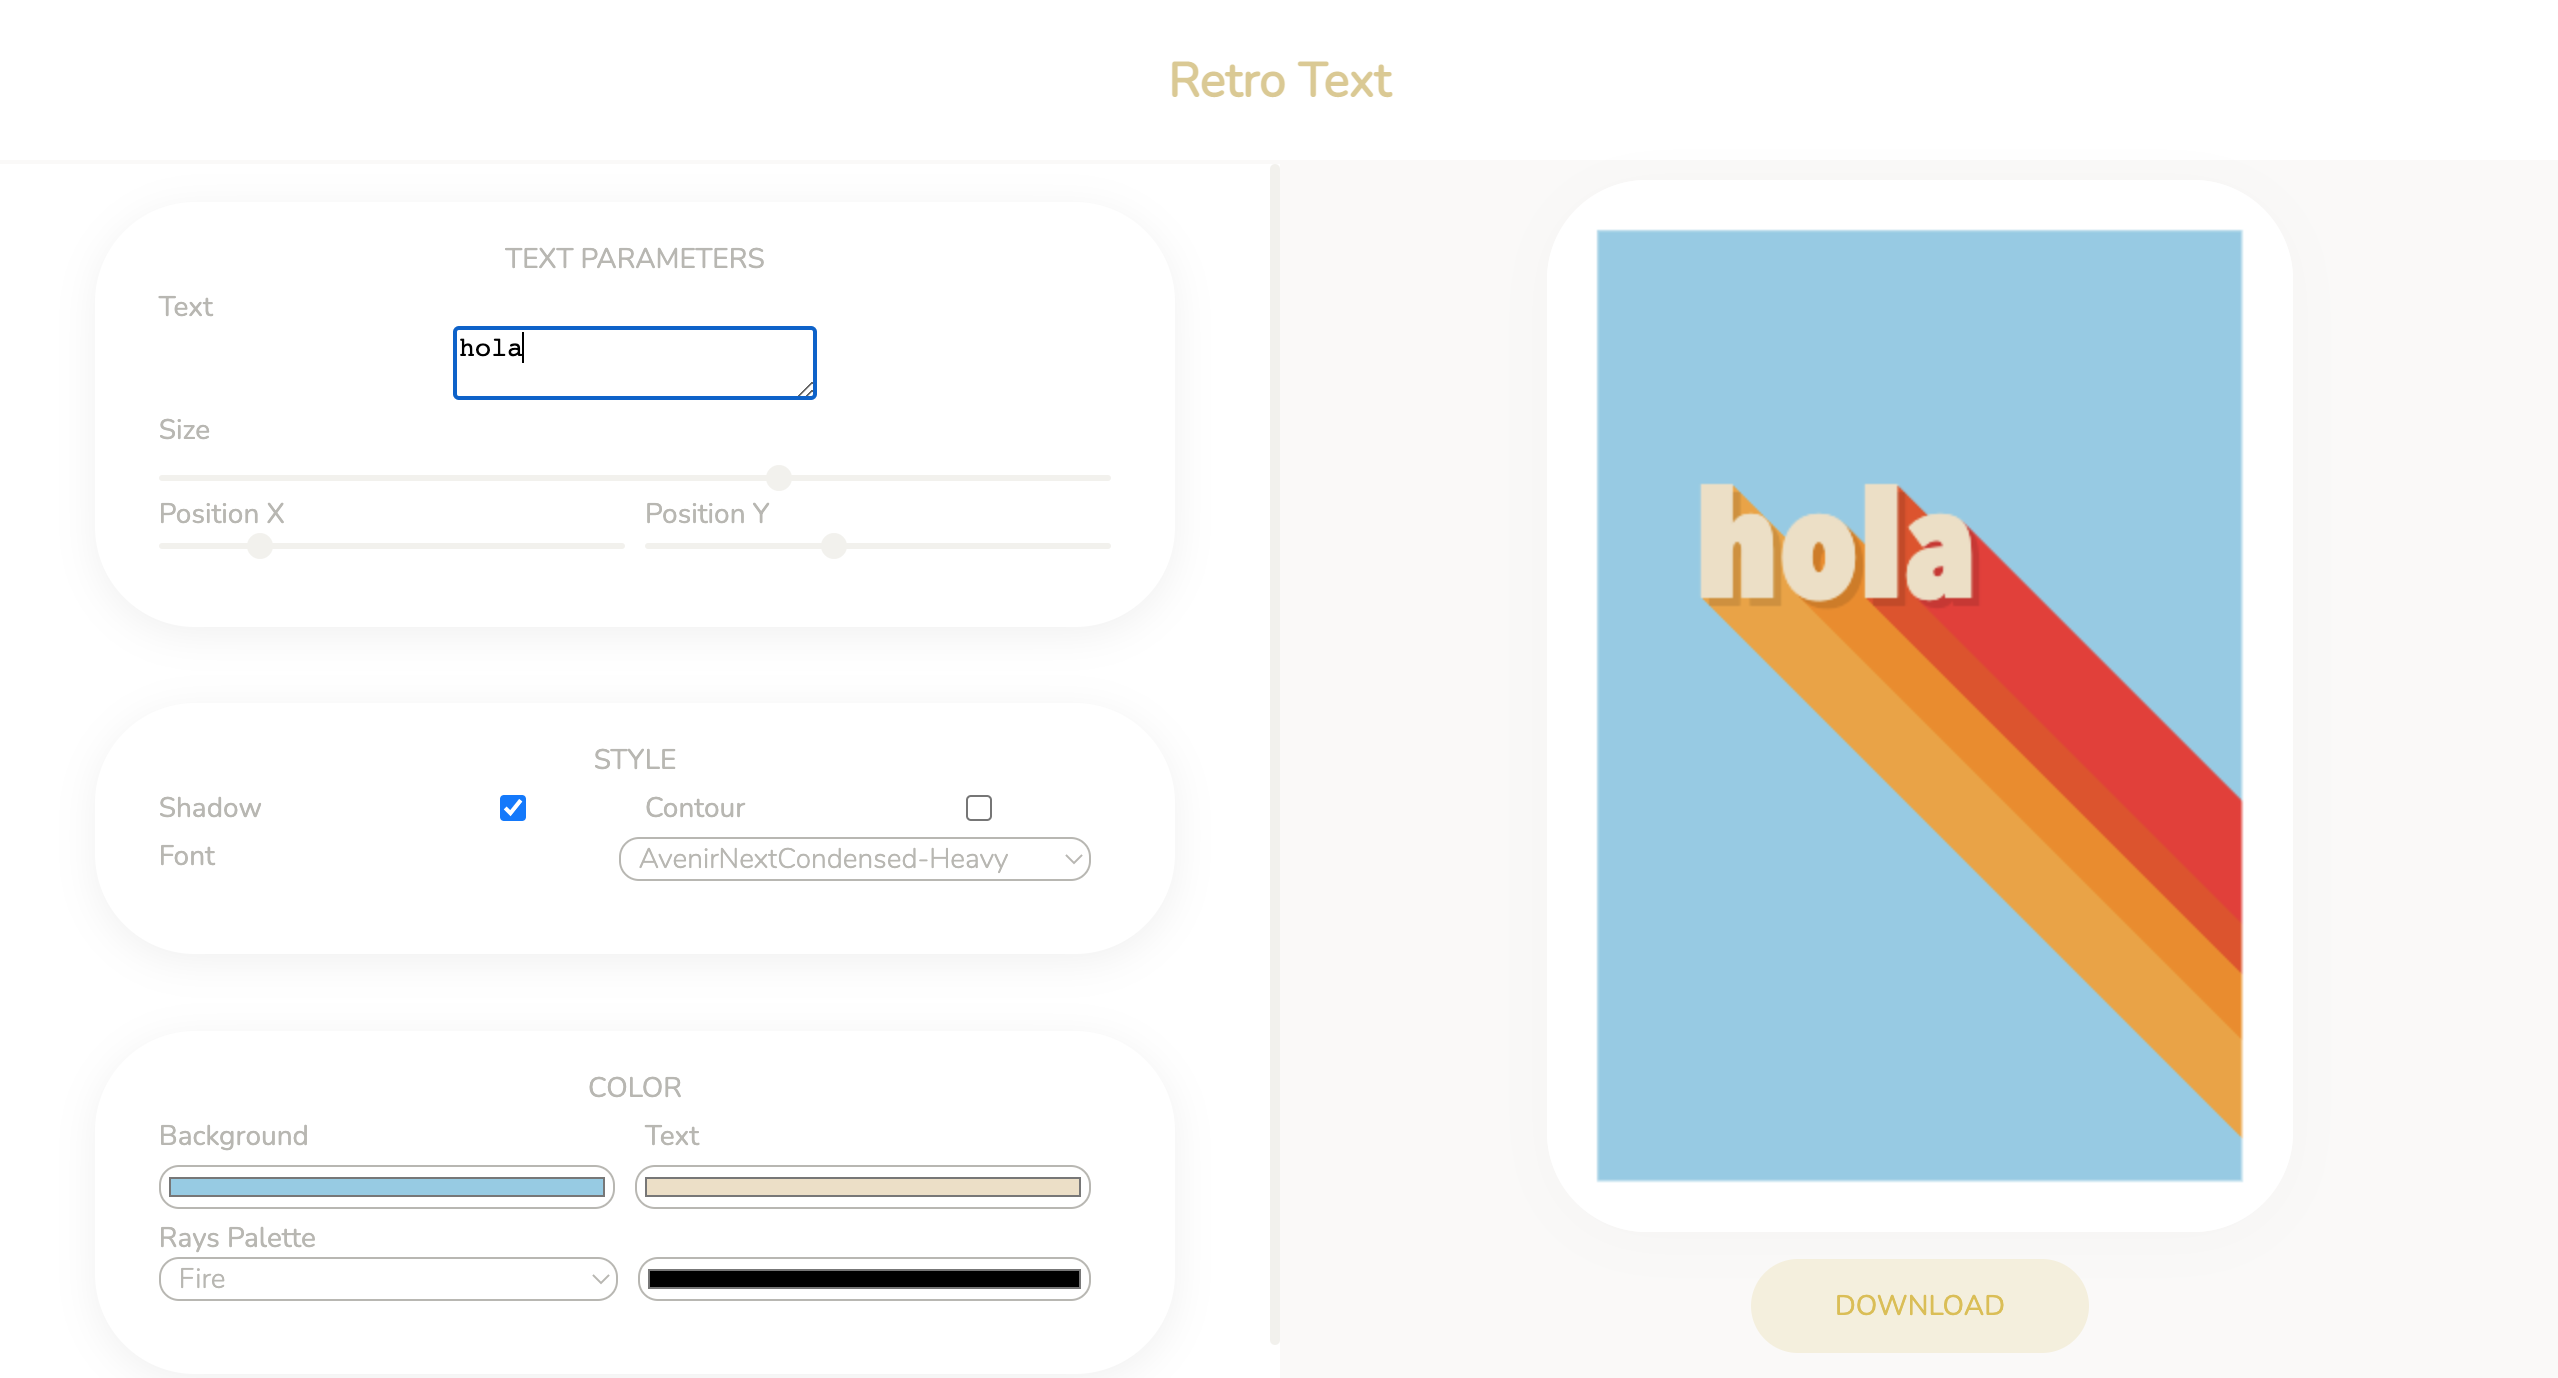 Retro Text
TEXT PARAMETERS
Text
hola
Size
Position X
Position Y
STYLE
Shadow
Contour
Font
AvenirNextCondensed-Heavy
COLOR
Background
Text
Rays Palette
Fire
hola
DOWNLOAD